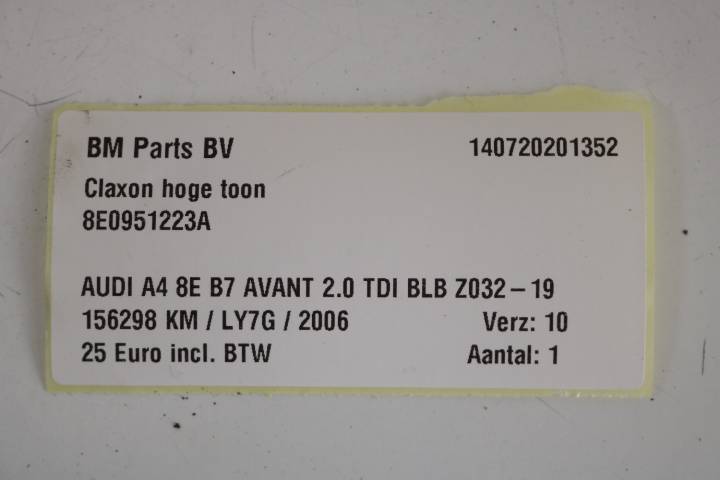 BM Parts BV 140720201352
Claxon hoge toon
8E0951223A
AUDI A4 8E B7 AVANT 2.0 TDI BLB Z032-19
156298 KM / LY7G / 2006 Verz: 10
25 Euro incl. BTW Aantal: 1